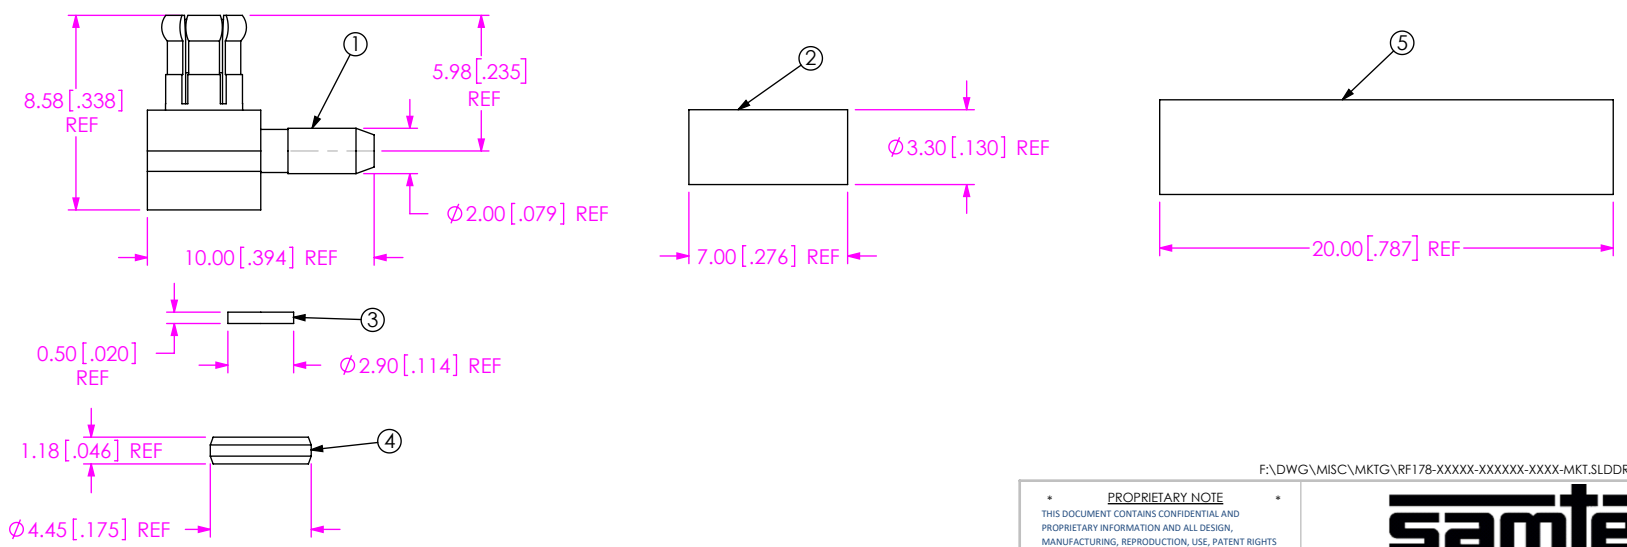 8.58[.338]
REF
①
5.98[.235]
REF
Ø2.00[.079] REF
10.00[.394] REF
②
Ø3.30[.130] REF
7.00[.276] REF
⑤
20.00[.787] REF
③
0.50[.020]
REF
Ø2.90[.114] REF
④
1.18[.046] REF
Ø4.45[.175] REF
F:\DWG\MISC\MKTG\RF178-XXXXX-XXXXXX-XXXX-MKT.SLDDR
* PROPRIETARY NOTE *
THIS DOCUMENT CONTAINS CONFIDENTIAL AND
PROPRIETARY INFORMATION AND ALL DESIGN,
MANUFACTURING, REPRODUCTION, USE, PATENT RIGHTS
samte